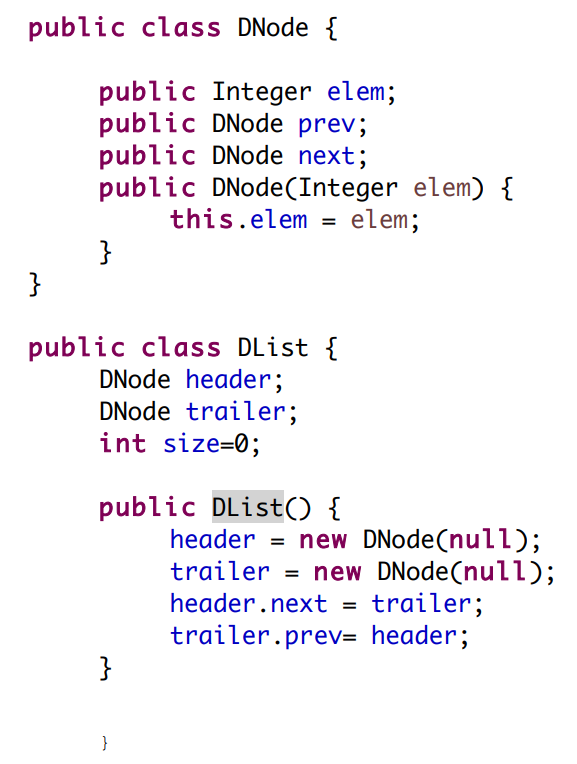 public class DNode {
public Integer elem;
public DNode prev;
public DNode next;
public DNode(Integer elem) {
this.elem = elem;
}
}
public class DList {
DNode header;
DNode trailer;
int size=0;
public DList() {
header = new DNode(null);
trailer = new DNode(null);
header.next = trailer;
trailer.prev= header;
}
}